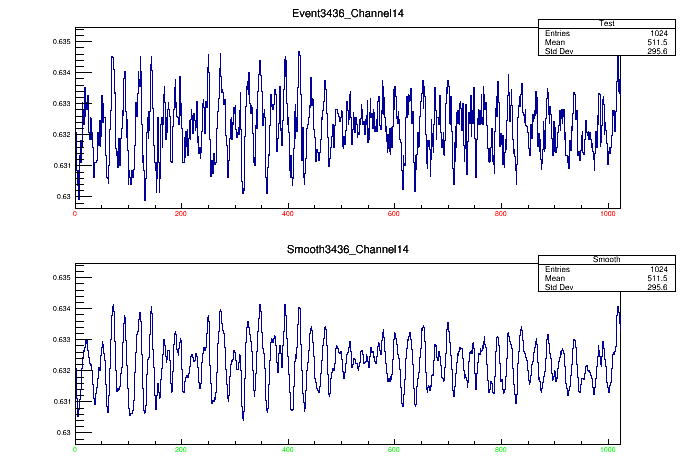 Event3436_Channel14
Test
Entries 1024
Mean 511.5
Std Dev 295.6
0.635
0.634
0.633
0.632
0.631
0.63
0 200 400 600 800 1000
Smooth3436_Channel14
Smooth
Entries 1024
Mean 511.5
Std Dev 295.6
0.635
0.634
0.633
0.632
0.631
0.63
0 200 400 600 800 1000